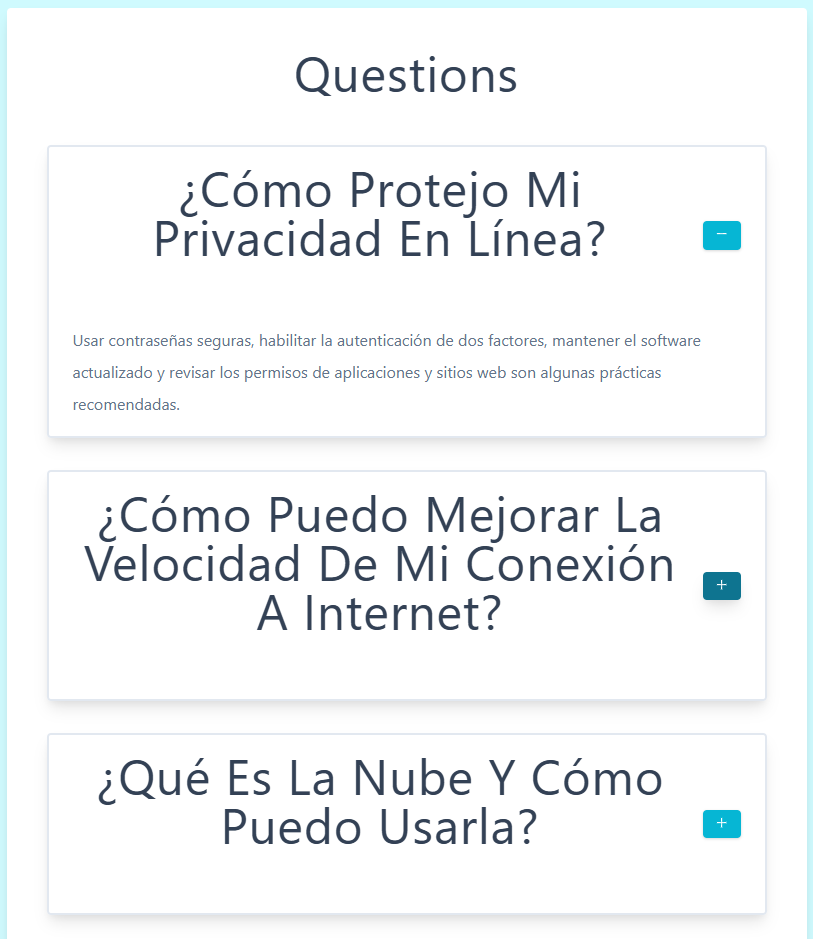 Questions
¿Cómo Protejo Mi
Privacidad En Línea?
−
Usar contraseñas seguras, habilitar la autenticación de dos factores, mantener el software
actualizado y revisar los permisos de aplicaciones y sitios web son algunas prácticas
recomendadas.
¿Cómo Puedo Mejorar La
Velocidad De Mi Conexión
A Internet?
+
¿Qué Es La Nube Y Cómo
Puedo Usarla?
+